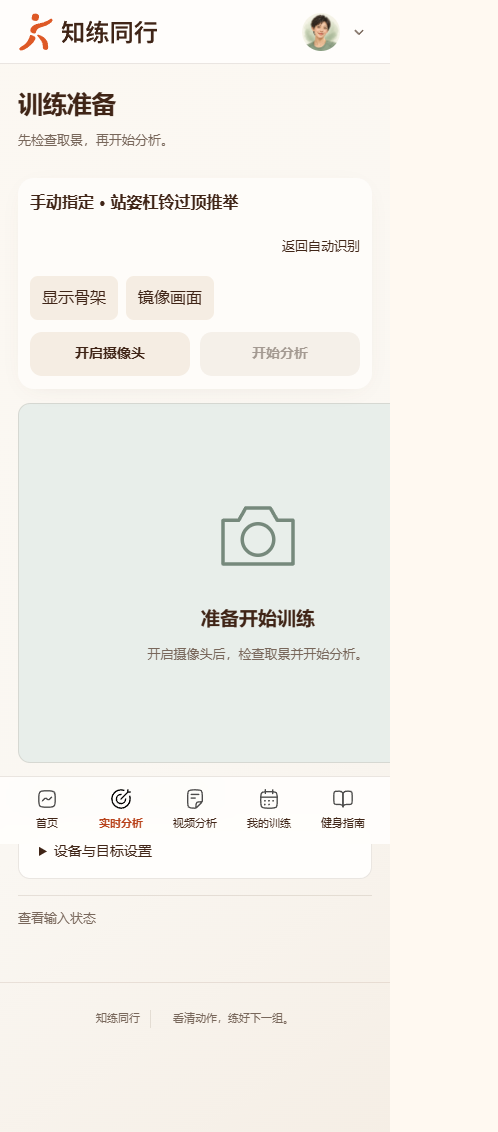 知练同行
训练准备
先检查取景，再开始分析。
手动指定 • 站姿杠铃过顶推举
返回自动识别
显示骨架
镜像画面
开启摄像头
开始分析
准备开始训练
开启摄像头后，检查取景并开始分析。
首页
实时分析
视频分析
我的训练
健身指南
▶ 设备与目标设置
查看输入状态
知练同行
看清动作，练好下一组。